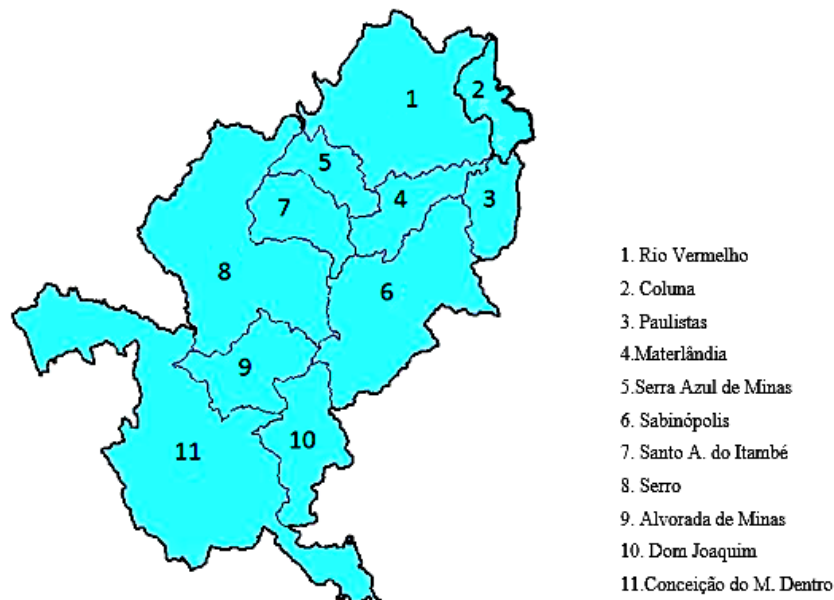 1
2
5
4
3
7
8
6
9
10
11
1. Rio Vermelho
2. Coluna
3. Paulistas
4.Materlândia
5.Serra Azul de Minas
6. Sabinópolis
7. Santo A. do Itambé
8. Serro
9. Alvorada de Minas
10. Dom Joaquim
11.Conceição do M. Dentro